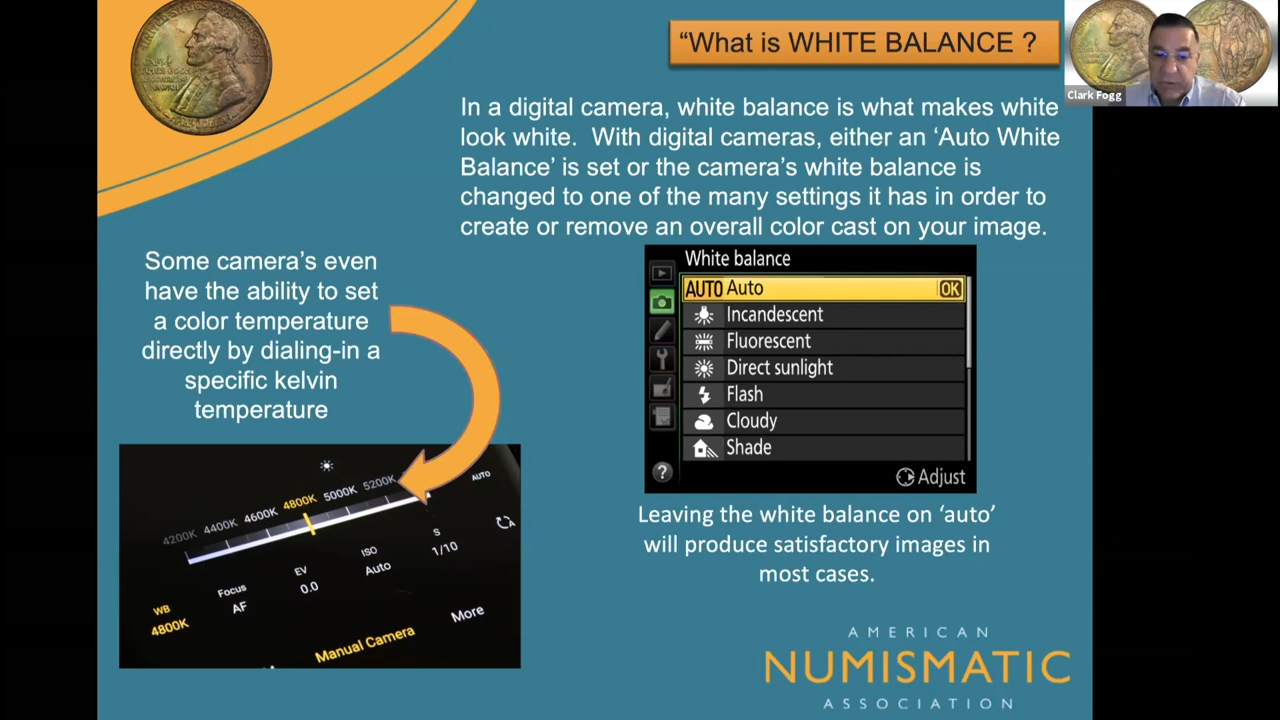 “What is WHITE BALANCE ?
Clark Fogg
In a digital camera, white balance is what makes white
look white. With digital cameras, either an ‘Auto White
Balance’ is set or the camera’s white balance is
changed to one of the many settings it has in order to
create or remove an overall color cast on your image.
Some camera’s even
have the ability to set
a color temperature
directly by dialing-in a
specific kelvin
temperature
White balance
AUTO Auto OK
Incandescent
Fluorescent
Direct sunlight
Flash
Cloudy
Shade
? Adjust
4200K 4400K 4600K 4800K 5000K 5200K AUTO
WB
4800K
Focus
AF
EV
0.0
ISO
Auto
S
1/10
Manual Camera
More
Leaving the white balance on ‘auto’
will produce satisfactory images in
most cases.
AMERICAN
NUMISMATIC
ASSOCIATION